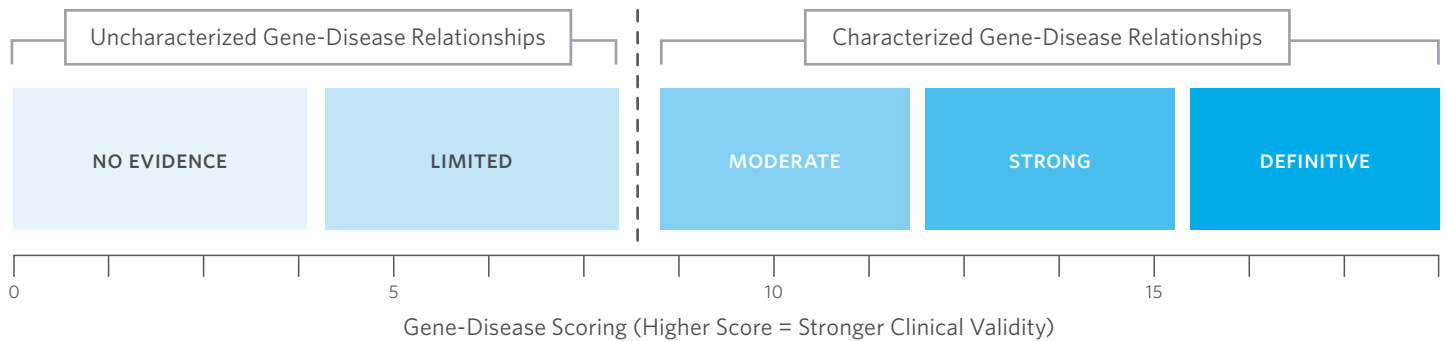 Uncharacterized Gene-Disease Relationships
Characterized Gene-Disease Relationships
NO EVIDENCE
LIMITED
MODERATE
STRONG
DEFINITIVE
0
5
10
15
Gene-Disease Scoring (Higher Score = Stronger Clinical Validity)